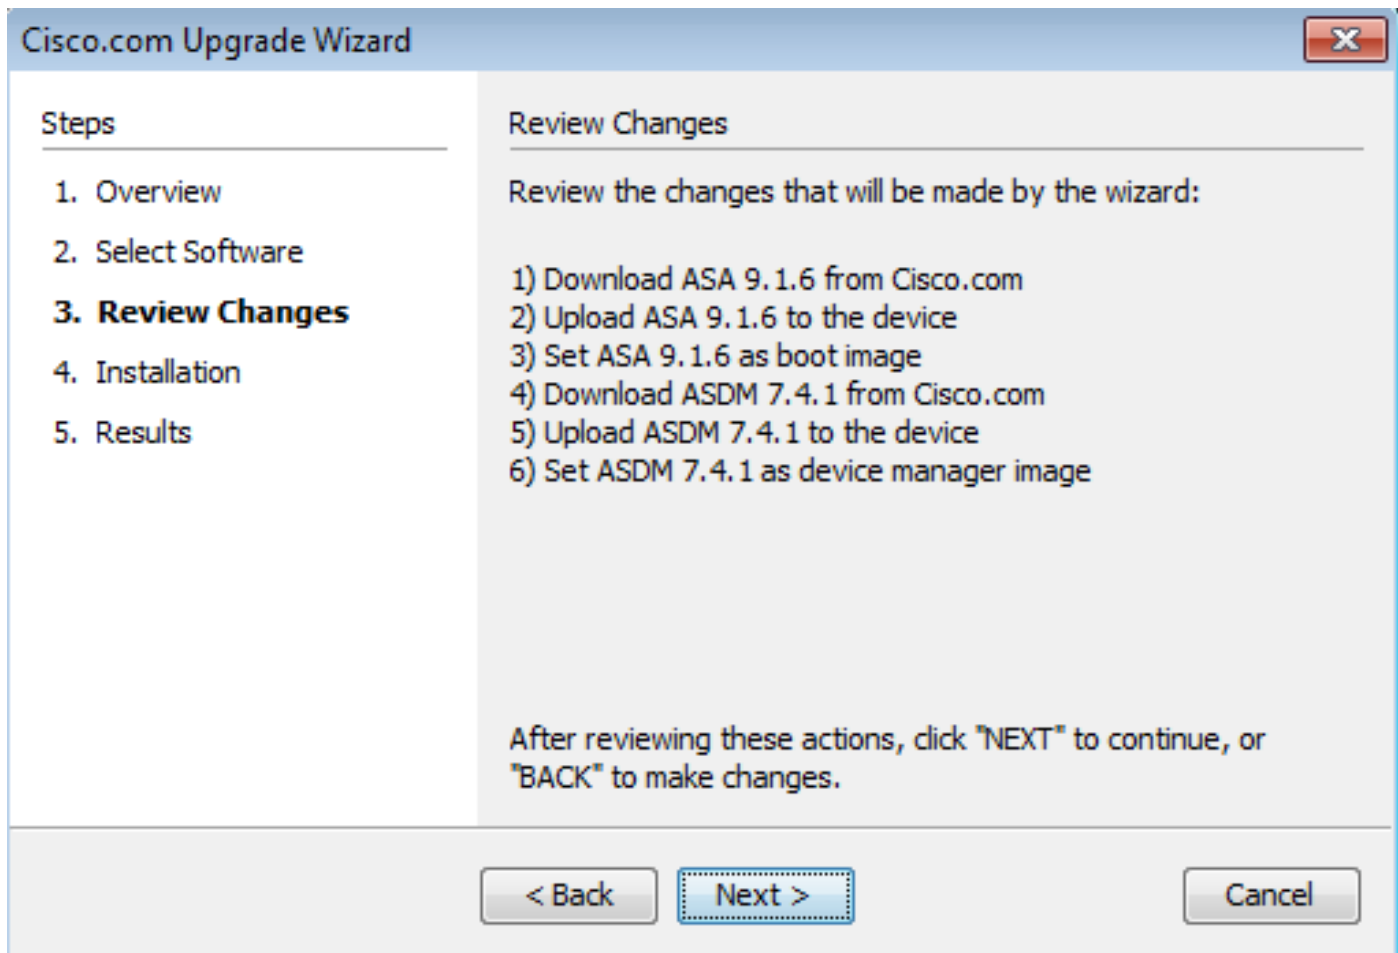 Cisco.com Upgrade Wizard
Steps
1. Overview
2. Select Software
3. Review Changes
4. Installation
5. Results
Review Changes
Review the changes that will be made by the wizard:
1) Download ASA 9.1.6 from Cisco.com
2) Upload ASA 9.1.6 to the device
3) Set ASA 9.1.6 as boot image
4) Download ASDM 7.4.1 from Cisco.com
5) Upload ASDM 7.4.1 to the device
6) Set ASDM 7.4.1 as device manager image
After reviewing these actions, click "NEXT" to continue, or
"BACK" to make changes.
< Back
Next >
Cancel